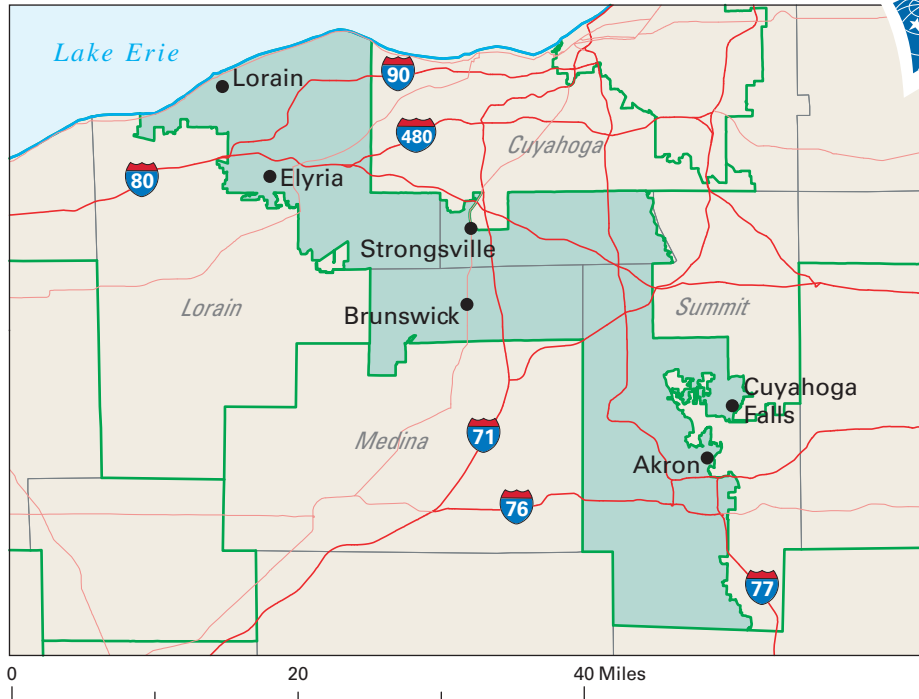 Lake Erie
Lorain
90
480
Cuyahoga
80
Elyria
Strongsville
Lorain
Brunswick
Summit
Cuyahoga
Falls
Medina
71
Akron
76
77
0
20
40 Miles